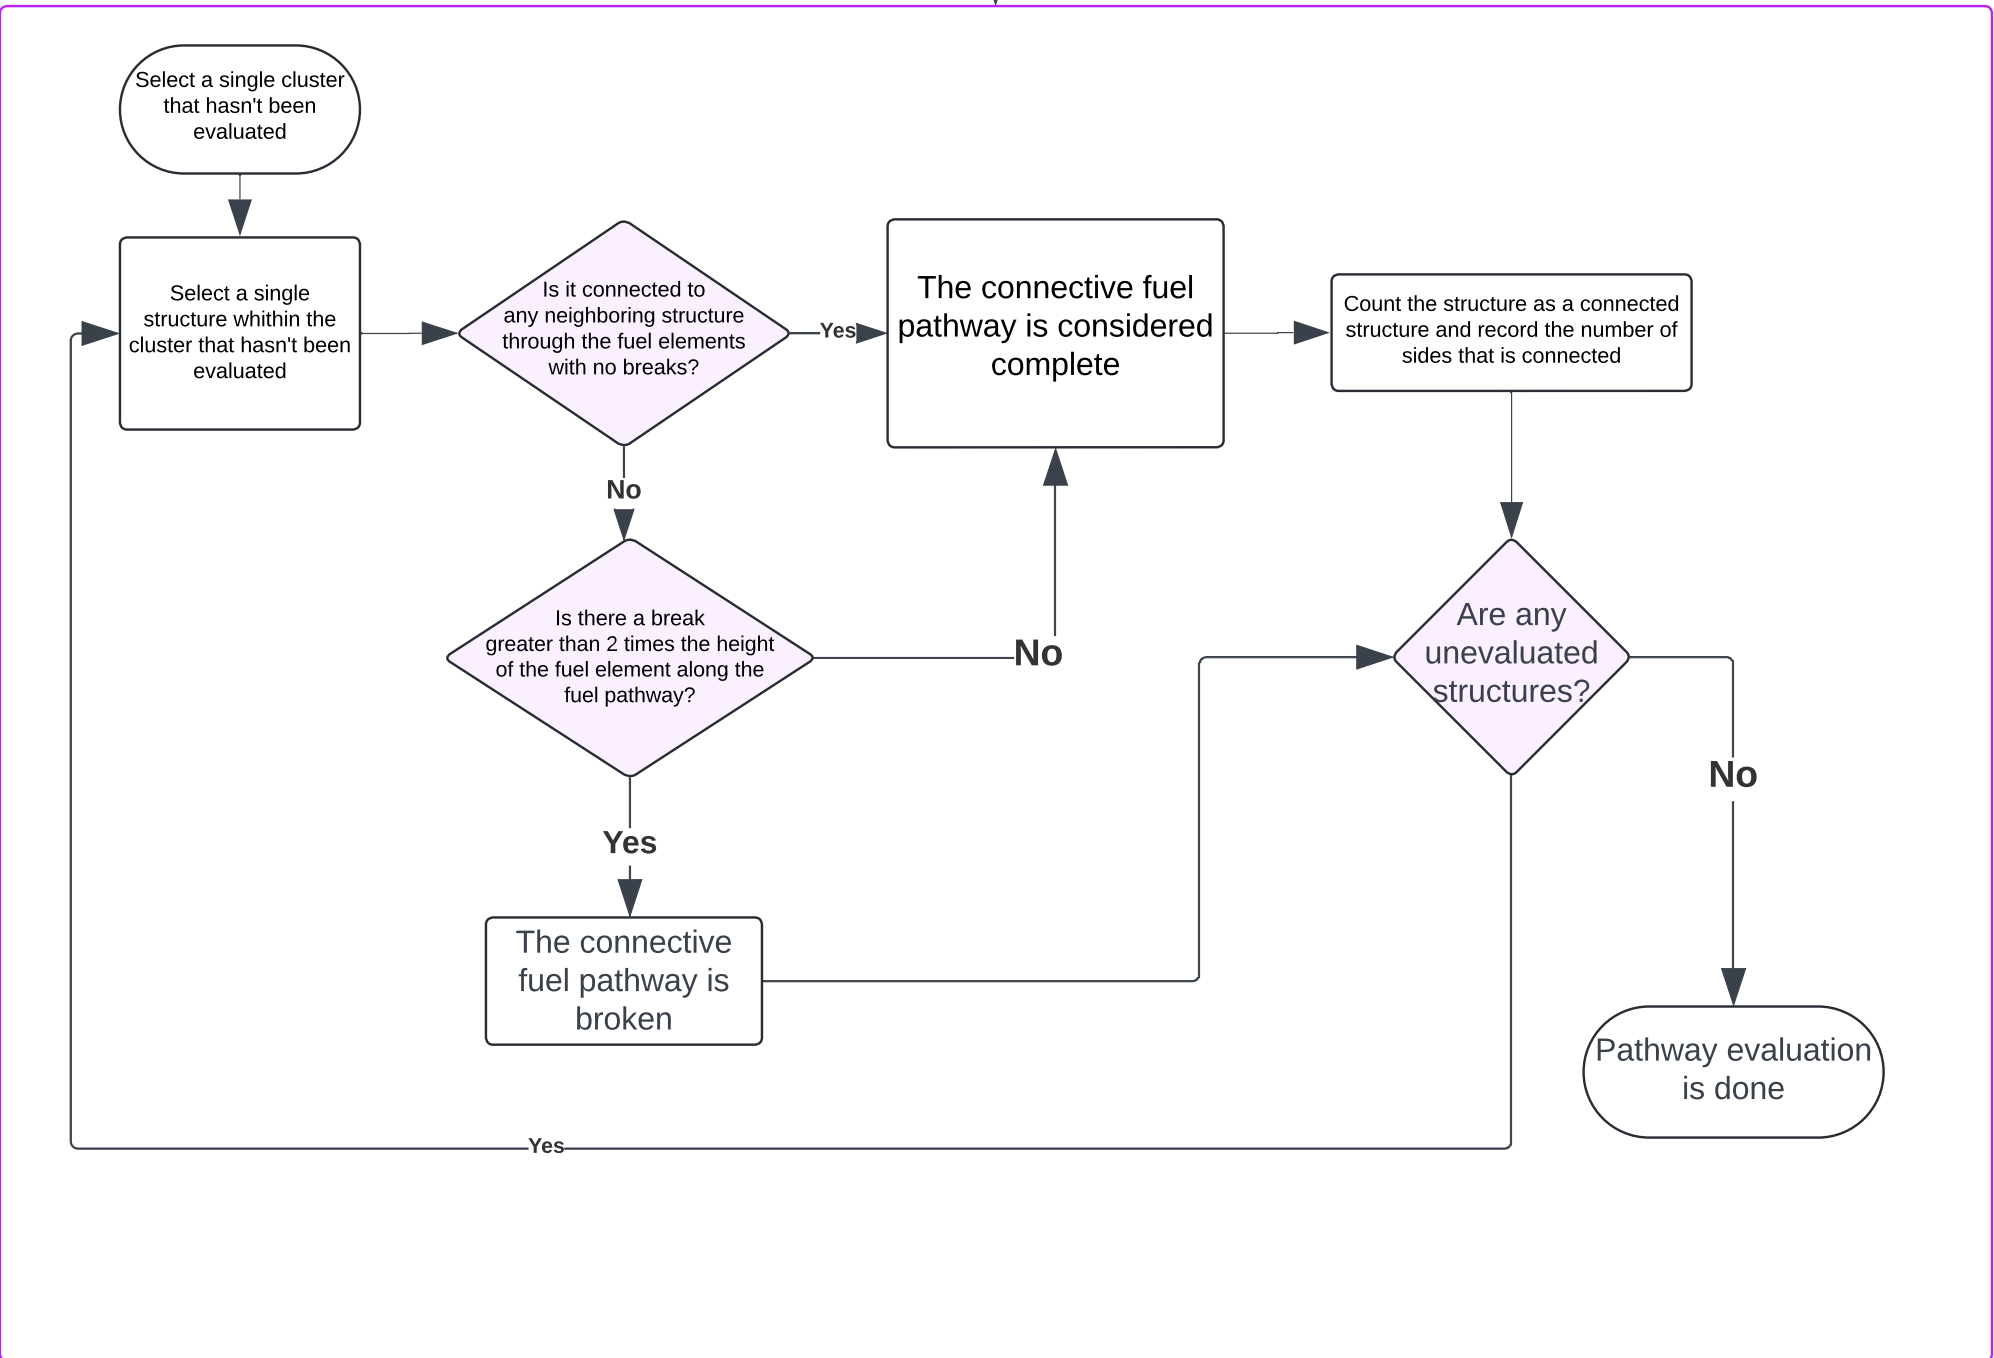 Select a single cluster
that hasn't been
evaluated
Select a single
structure whithin the
cluster that hasn't been
evaluated
Is it connected to
any neighboring structure
through the fuel elements
with no breaks?
Yes
The connective fuel
pathway is considered
complete
Count the structure as a connected
structure and record the number of
sides that is connected
No
Is there a break
greater than 2 times the height
of the fuel element along the
fuel pathway?
No
Are any
unevaluated
structures?
No
Yes
The connective
fuel pathway is
broken
Pathway evaluation
is done
Yes